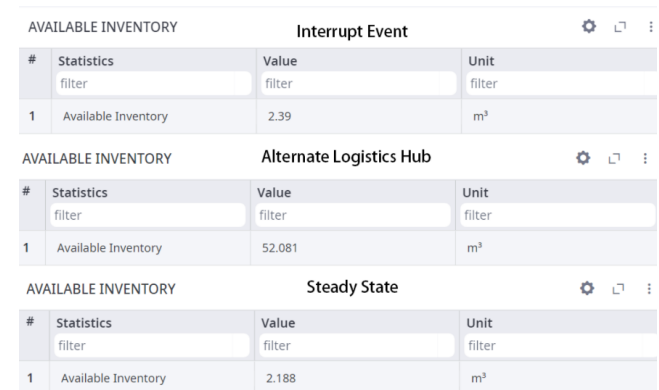 AVAILABLE INVENTORY Interrupt Event
# Statistics Value Unit
filter filter filter
1 Available Inventory 2.39 m³
AVAILABLE INVENTORY Alternate Logistics Hub
# Statistics Value Unit
filter filter filter
1 Available Inventory 52.081 m³
AVAILABLE INVENTORY Steady State
# Statistics Value Unit
filter filter filter
1 Available Inventory 2.188 m³